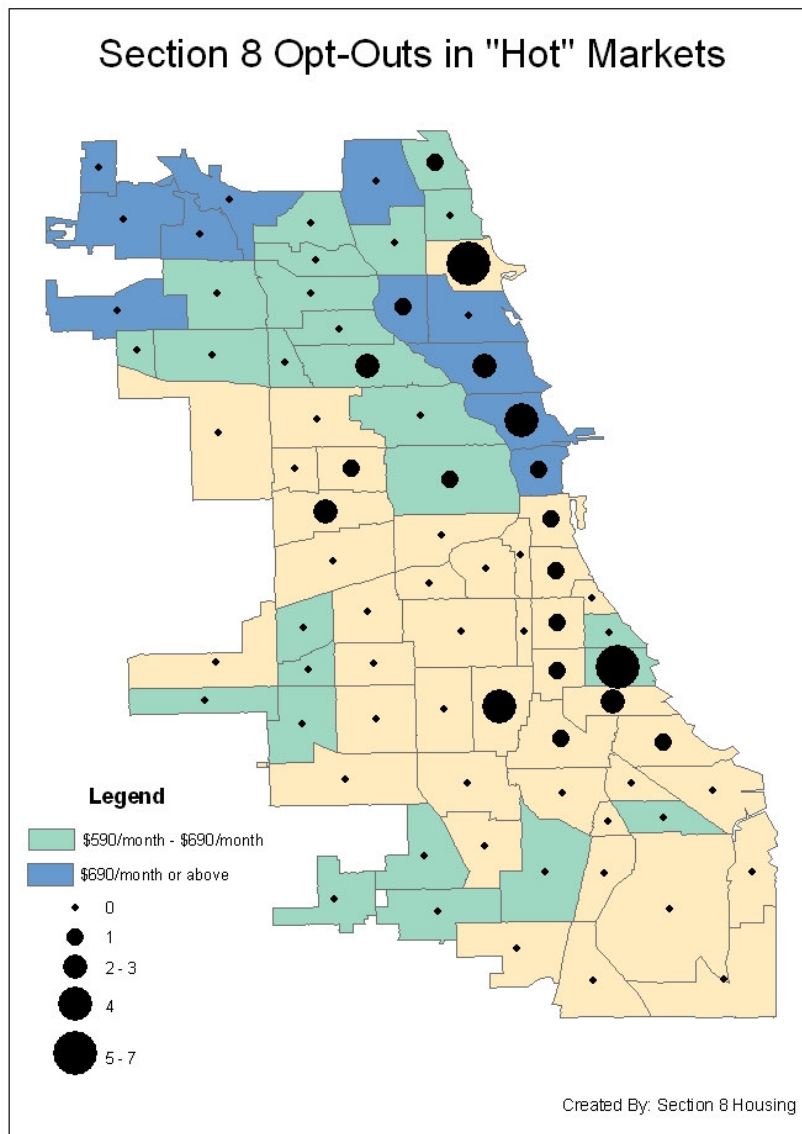 Section 8 Opt-Outs in "Hot" Markets
Legend
$590/month - $690/month
$690/month or above
0
1
2 - 3
4
5 - 7
Created By: Section 8 Housing